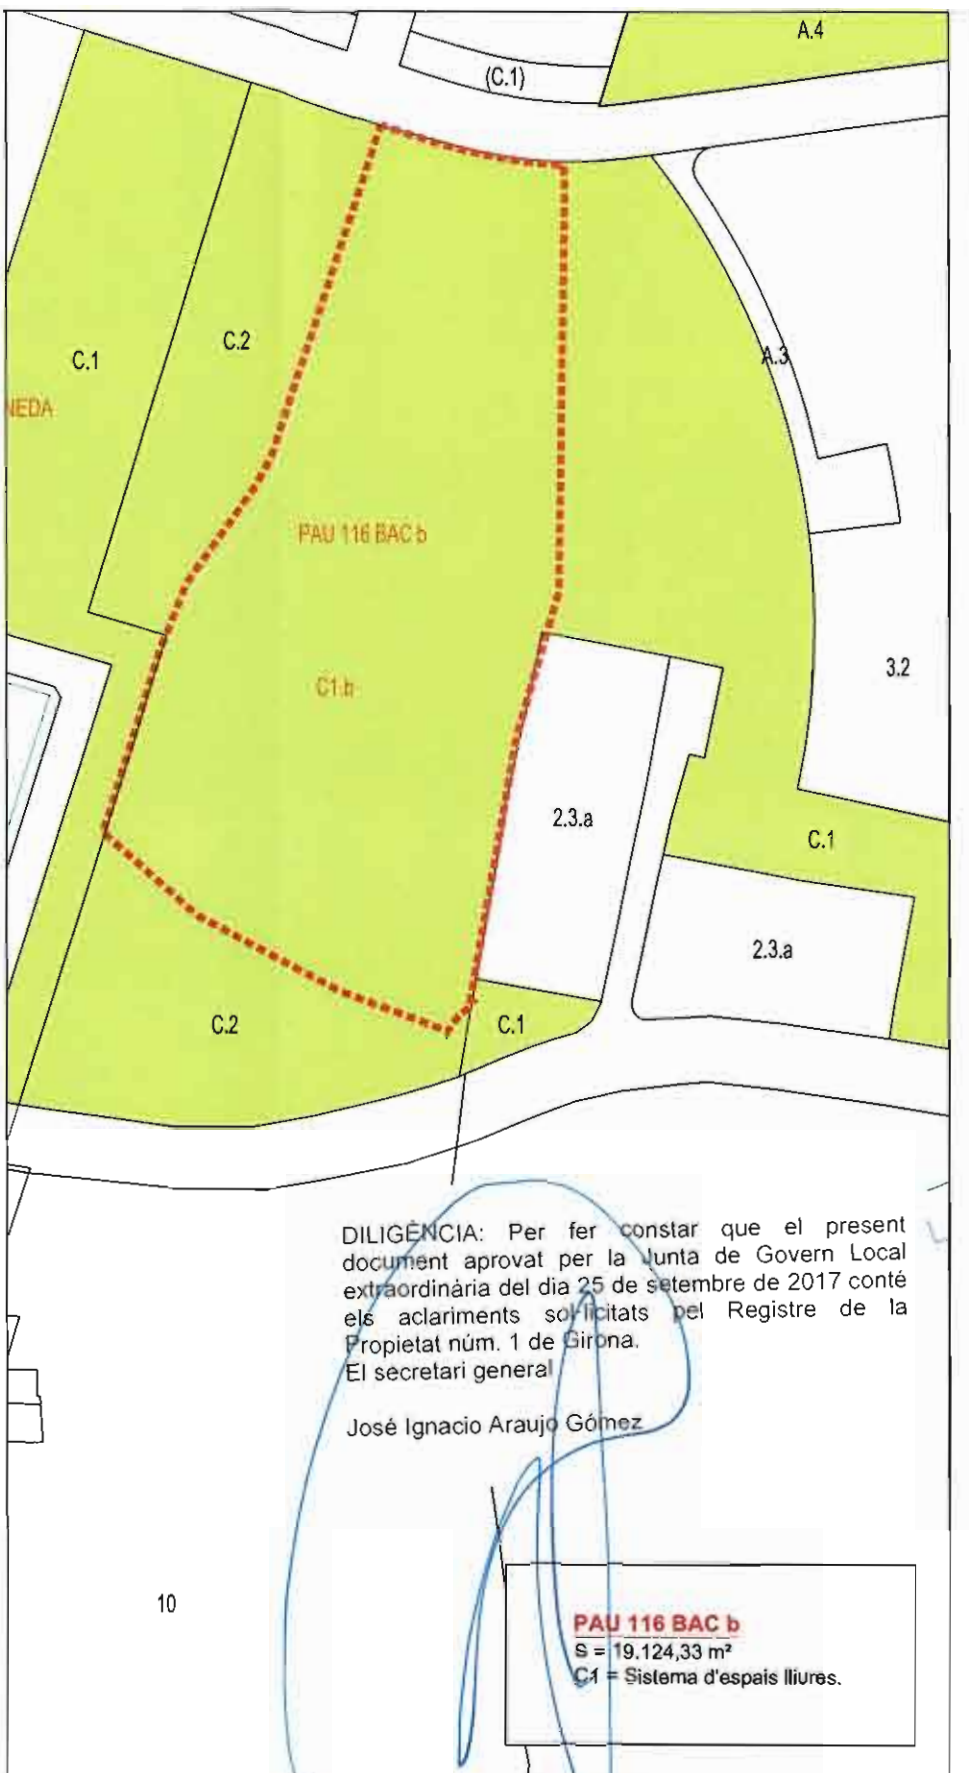 A.4
(C.1)
C.2
C.1
A.3
NEDA
PAU 116 BAC b
3.2
C1.b
2.3.a
C.1
2.3.a
C.2
C.1
DILIGÈNCIA: Per fer constar que el present
document aprovat per la Junta de Govern Local
extraordinària del dia 25 de setembre de 2017 conté
els aclariments sol·licitats pel Registre de la
Propietat núm. 1 de Girona.
El secretari general
José Ignacio Araujo Gómez
10
PAU 116 BAC b
S = 19.124,33 m²
C1 = Sistema d'espais lliures.